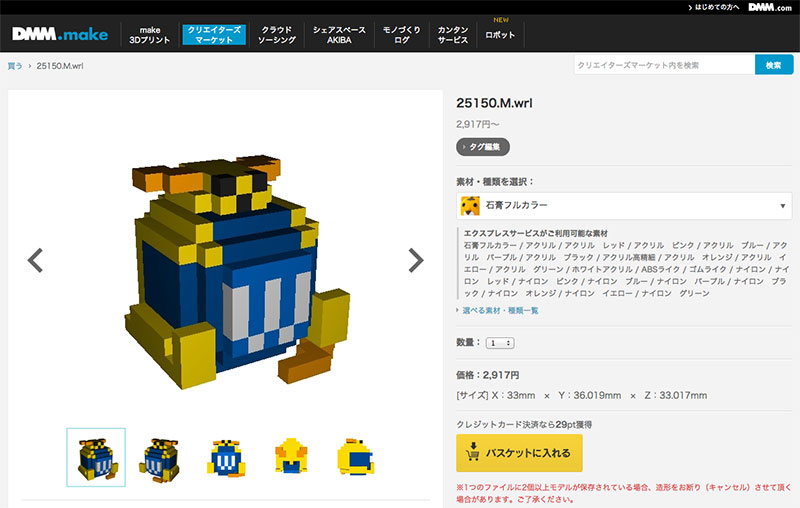 はじめての方へ DMM.com
DMM.make
make
3Dプリント
クリエイターズ
マーケット
クラウド
ソーシング
シェアスペース
AKIBA
モノづくり
ログ
カンタン
サービス
NEW
ロボット
買う › 25150.M.wrl
クリエイターズマーケット内を検索
検索
25150.M.wrl
2,917円〜
› タグ編集
素材・種類を選択：
石膏フルカラー
エクスプレスサービスがご利用可能な素材
石膏フルカラー / アクリル / アクリル　レッド / アクリル　ピンク / アクリル　ブルー / アク
リル　パープル / アクリル　ブラック / アクリル高精細 / アクリル　オレンジ / アクリル　イ
エロー / アクリル　グリーン / ホワイトアクリル / ABSライク / ゴムライク / ナイロン / ナイ
ロン　レッド / ナイロン　ピンク / ナイロン　ブルー / ナイロン　パープル / ナイロン　ブラ
ック / ナイロン　オレンジ / ナイロン　イエロー / ナイロン　グリーン
選べる素材・種類一覧
数量： 1
価格：2,917円
[サイズ] X：33mm　×　Y：36.019mm　×　Z：33.017mm
クレジットカード決済なら29pt獲得
バスケットに入れる
※1つのファイルに2個以上モデルが保存されている場合、造形をお断り（キャンセル）させて頂く
場合があります。ご了承ください。